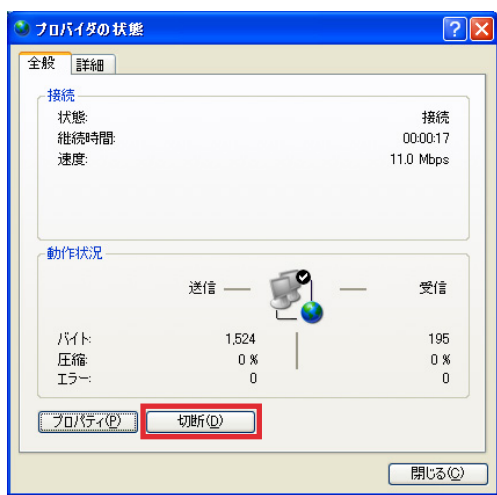 プロバイダの状態
全般 詳細
接続
状態: 接続
継続時間: 00:00:17
速度: 11.0 Mbps
動作状況
送信 受信
バイト: 1,524 195
圧縮: 0 % 0 %
エラー: 0 0
プロパティ(P) 切断(D)
閉じる(C)